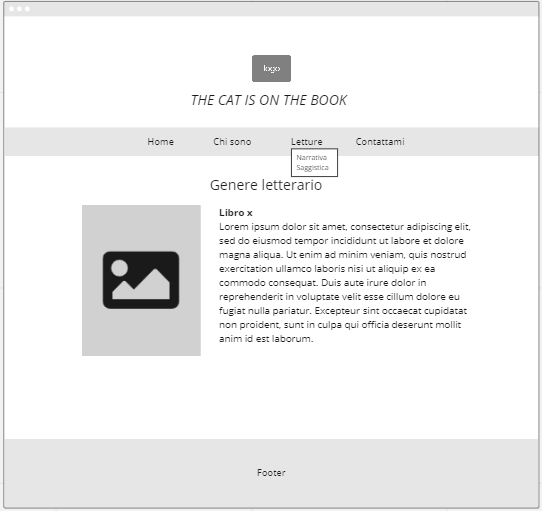 logo
THE CAT IS ON THE BOOK
Home Chi sono Letture Contattami
Narrativa
Saggistica
Genere letterario
Libro x
Lorem ipsum dolor sit amet, consectetur adipiscing elit,
sed do eiusmod tempor incididunt ut labore et dolore
magna aliqua. Ut enim ad minim veniam, quis nostrud
exercitation ullamco laboris nisi ut aliquip ex ea
commodo consequat. Duis aute irure dolor in
reprehenderit in voluptate velit esse cillum dolore eu
fugiat nulla pariatur. Excepteur sint occaecat cupidatat
non proident, sunt in culpa qui officia deserunt mollit
anim id est laborum.
Footer